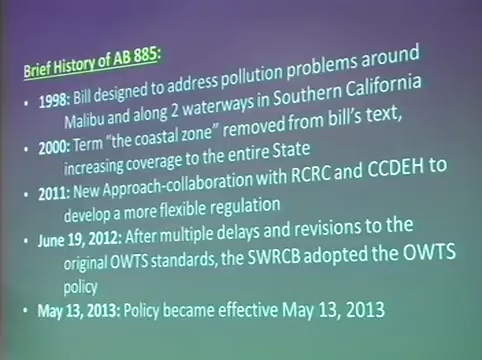 Brief History of AB 885:
• 1998: Bill designed to address pollution problems around
Malibu and along 2 waterways in Southern California
• 2000: Term "the coastal zone" removed from bill's text,
increasing coverage to the entire State
• 2011: New Approach-collaboration with RCRC and CCDEH to
develop a more flexible regulation
• June 19, 2012: After multiple delays and revisions to the
original OWTS standards, the SWRCB adopted the OWTS
policy
• May 13, 2013: Policy became effective May 13, 2013